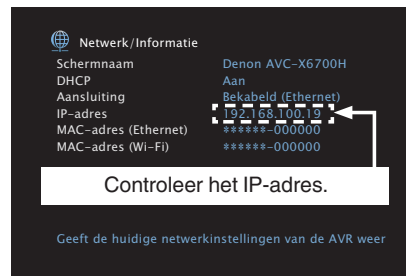 Netwerk/Informatie
Schermnaam Denon AVC-X6700H
DHCP Aan
Aansluiting Bekabeld (Ethernet)
IP-adres 192.168.100.19
MAC-adres (Ethernet) ******-000000
MAC-adres (Wi-Fi) ******-000000
Controleer het IP-adres.
Geeft de huidige netwerkinstellingen van de AVR weer